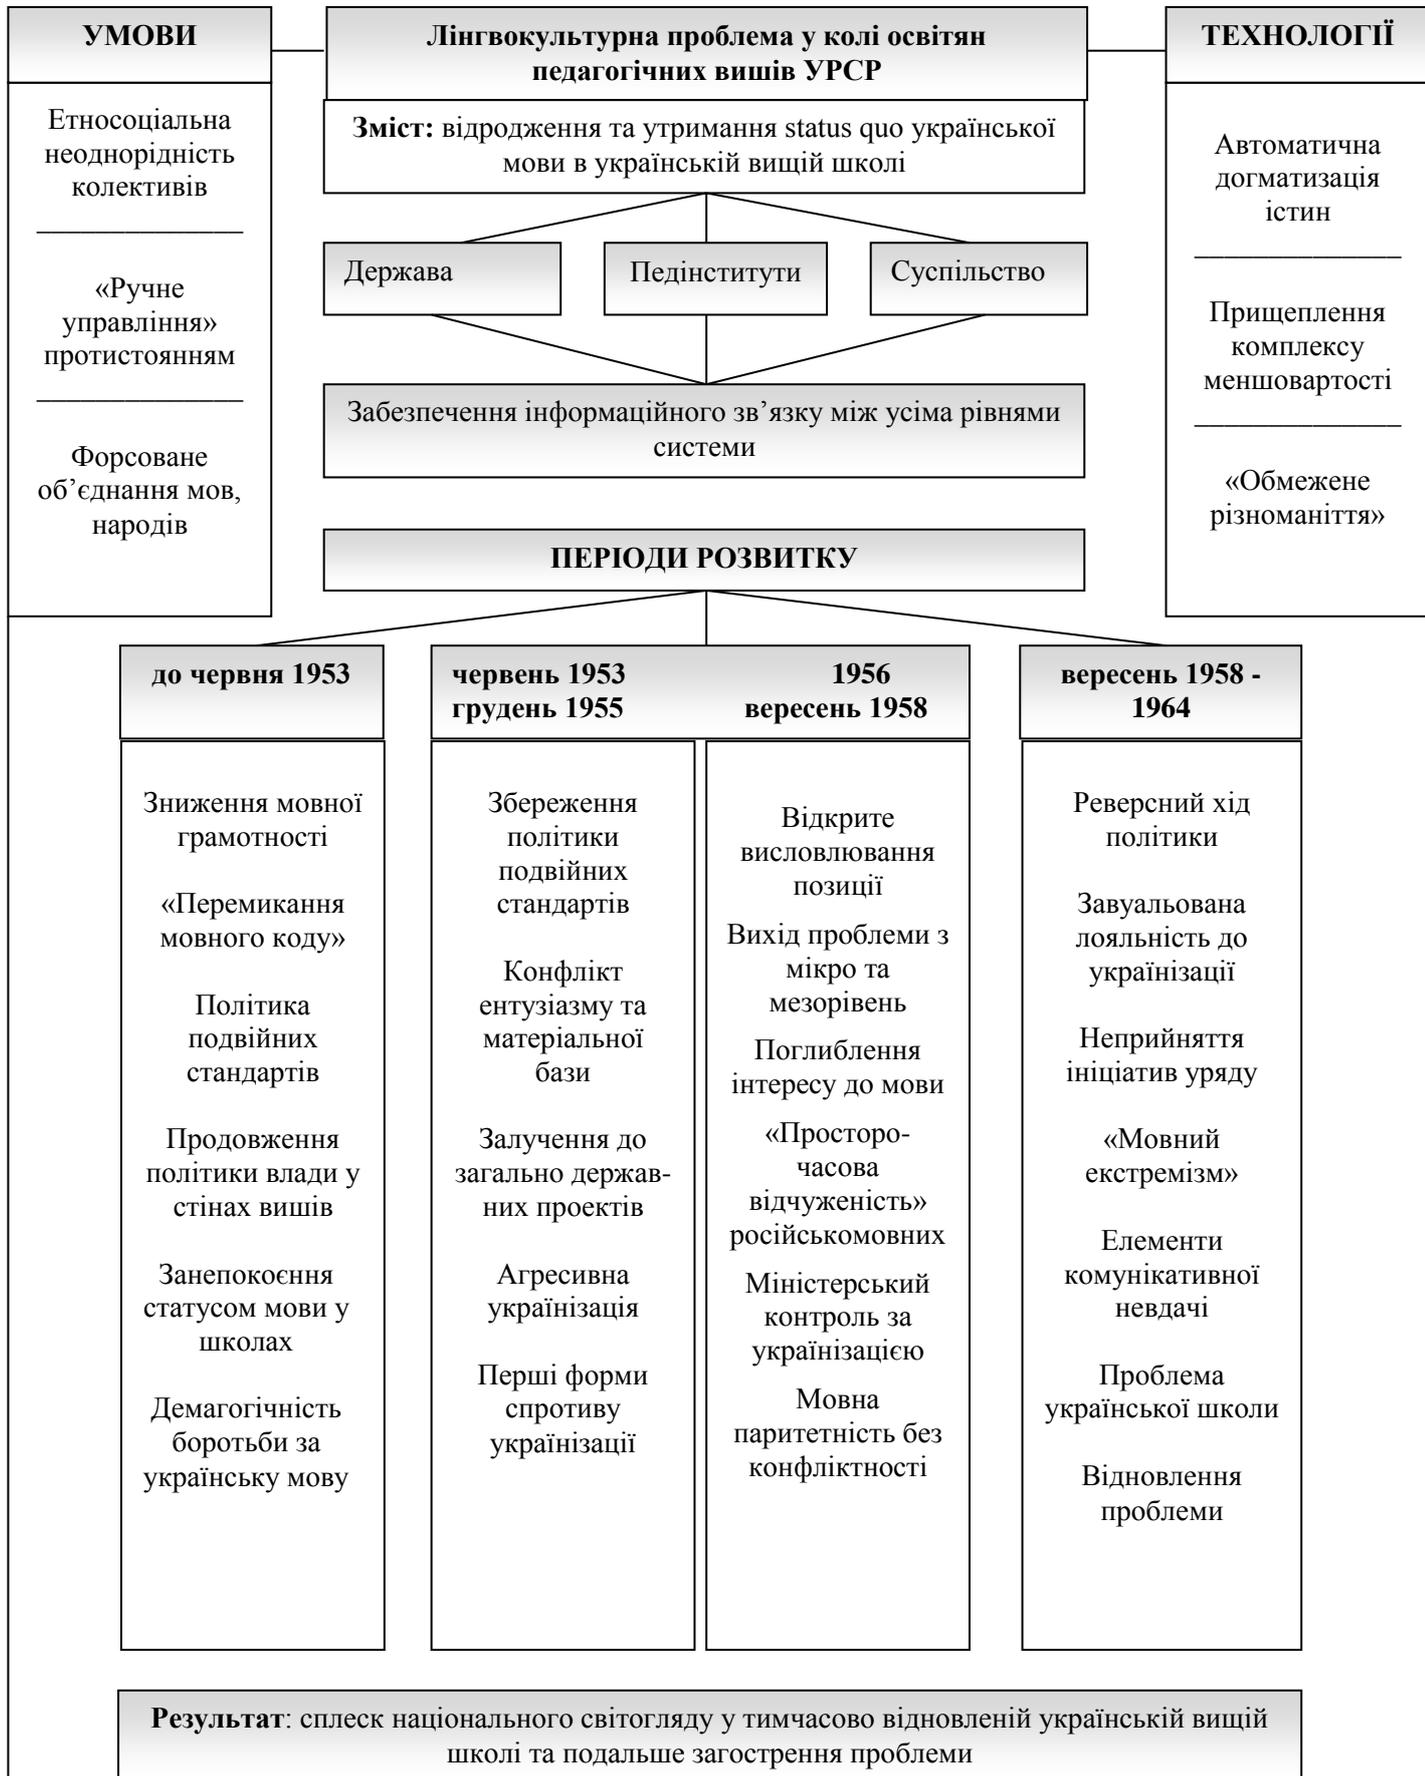 УМОВИ
Етносоціальна
неоднорідність
колективів
«Ручне
управління»
протистоянням
Форсоване
об’єднання мов,
народів
Лінгвокультурна проблема у колі освітян
педагогічних вишів УРСР
Зміст: відродження та утримання status quo української
мови в українській вищій школі
Держава
Педінститути
Суспільство
Забезпечення інформаційного зв’язку між усіма рівнями
системи
ТЕХНОЛОГІЇ
Автоматична
догматизація
істин
Прищеплення
комплексу
меншовартості
«Обмежене
різноманіття»
ПЕРІОДИ РОЗВИТКУ
до червня 1953
Зниження мовної
грамотності
«Перемикання
мовного коду»
Політика
подвійних
стандартів
Продовження
політики влади у
стінах вишів
Занепокоєння
статусом мови у
школах
Демагогічність
боротьби за
українську мову
червень 1953
грудень 1955
Збереження
політики
подвійних
стандартів
Конфлікт
ентузіазму та
матеріальної
бази
Залучення до
загально держав-
них проектів
Агресивна
українізація
Перші форми
спротиву
українізації
1956
вересень 1958
Відкрите
висловлювання
позиції
Вихід проблеми з
мікро та
мезорівень
Поглиблення
інтересу до мови
«Просторо-
часова
відчуженість»
російськомовних
Міністерський
контроль за
українізацією
Мовна
паритетність без
конфліктності
вересень 1958 -
1964
Реверсний хід
політики
Завуальована
лояльність до
українізації
Неприйняття
ініціатив уряду
«Мовний
екстремізм»
Елементи
комунікативної
невдачі
Проблема
української школи
Відновлення
проблеми
Результат: сплеск національного світогляду у тимчасово відновленій українській вищій
школі та подальше загострення проблеми